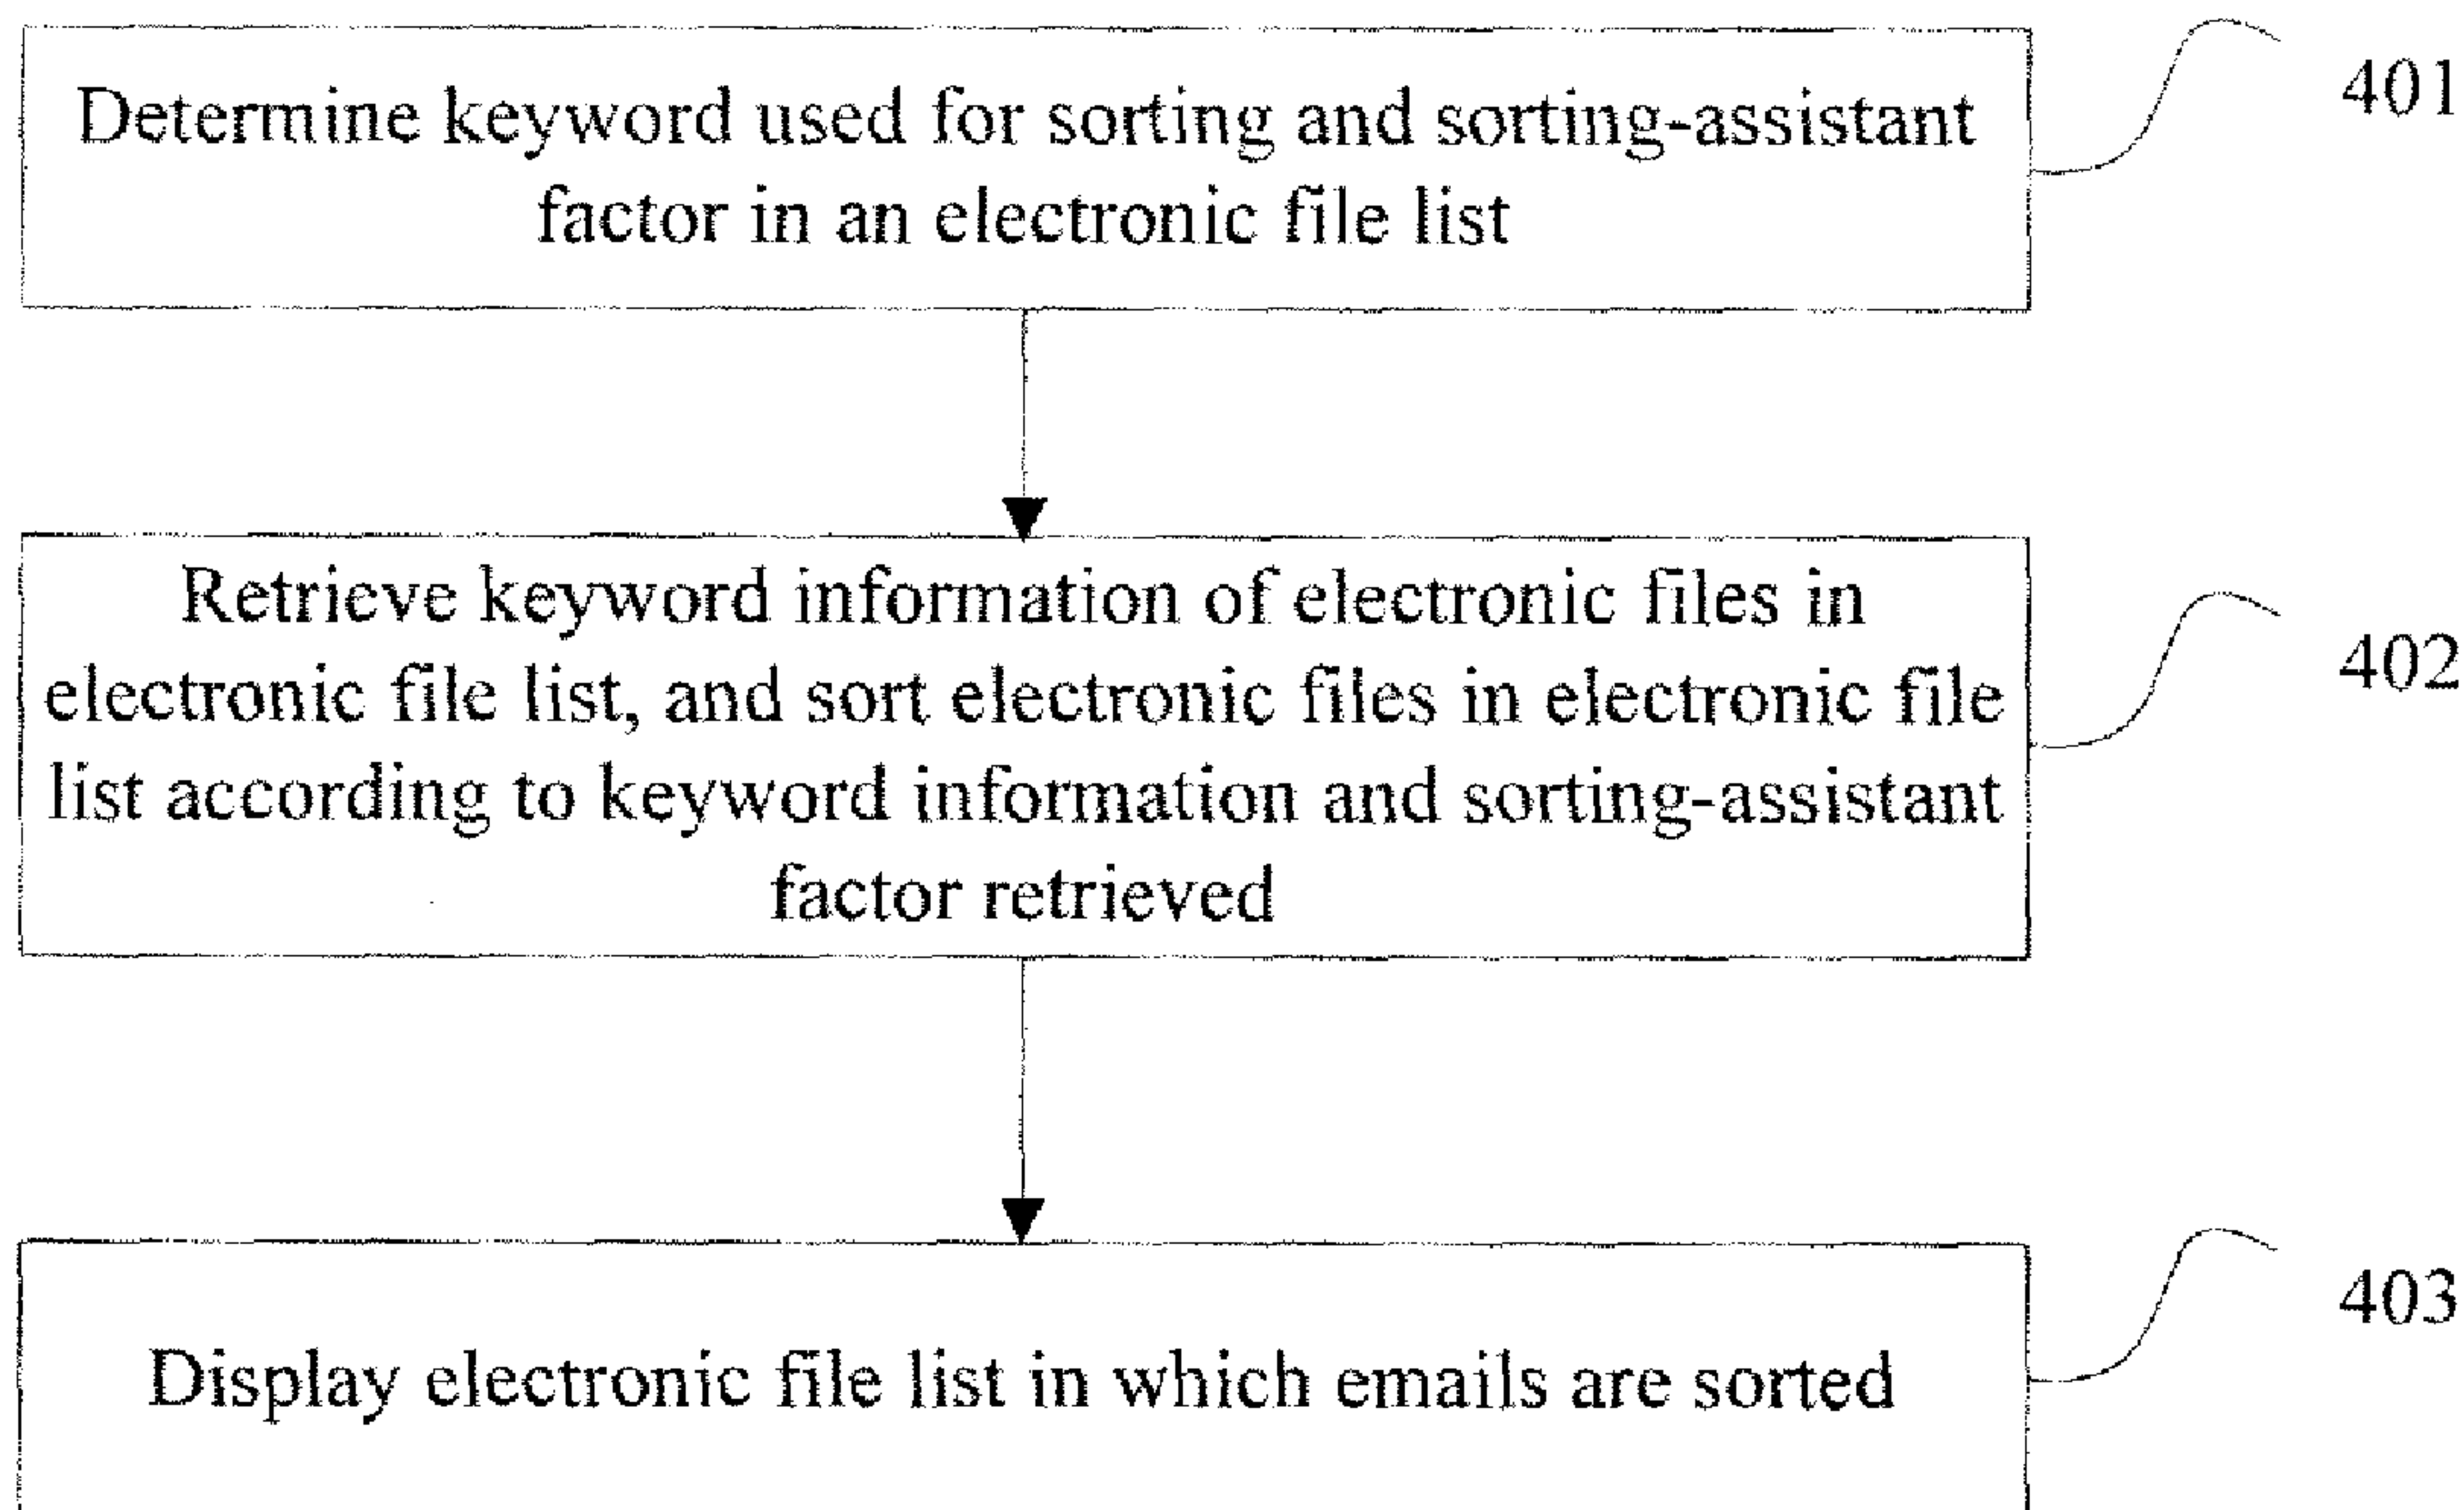 Determine keyword used for sorting and sorting-assistant
factor in an electronic file list
401
Retrieve keyword information of electronic files in
electronic file list, and sort electronic files in electronic file
list according to keyword information and sorting-assistant
factor retrieved
402
Display electronic file list in which emails are sorted
403